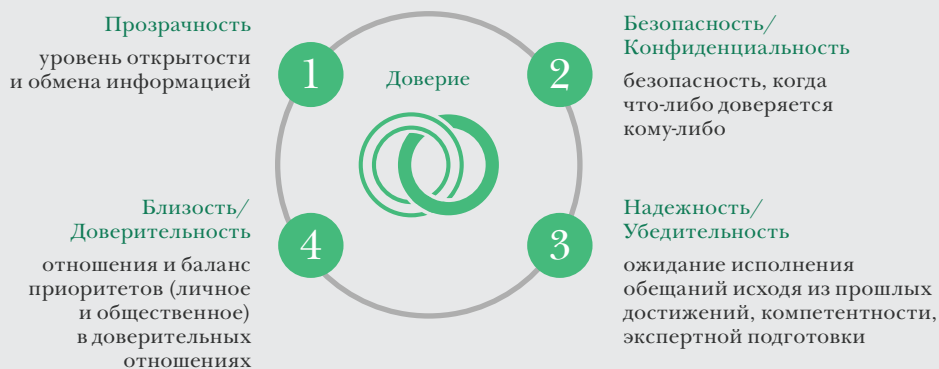 Прозрачность
уровень открытости
и обмена информацией
1
Доверие
2
Безопасность/
Конфиденциальность
безопасность, когда
что-либо доверяется
кому-либо
Надежность/
Убедительность
3
ожидание исполнения
обещаний исходя из прошлых
достижений, компетентности,
экспертной подготовки
Близость/
Доверительность
4
отношения и баланс
приоритетов (личное
и общественное)
в доверительных
отношениях